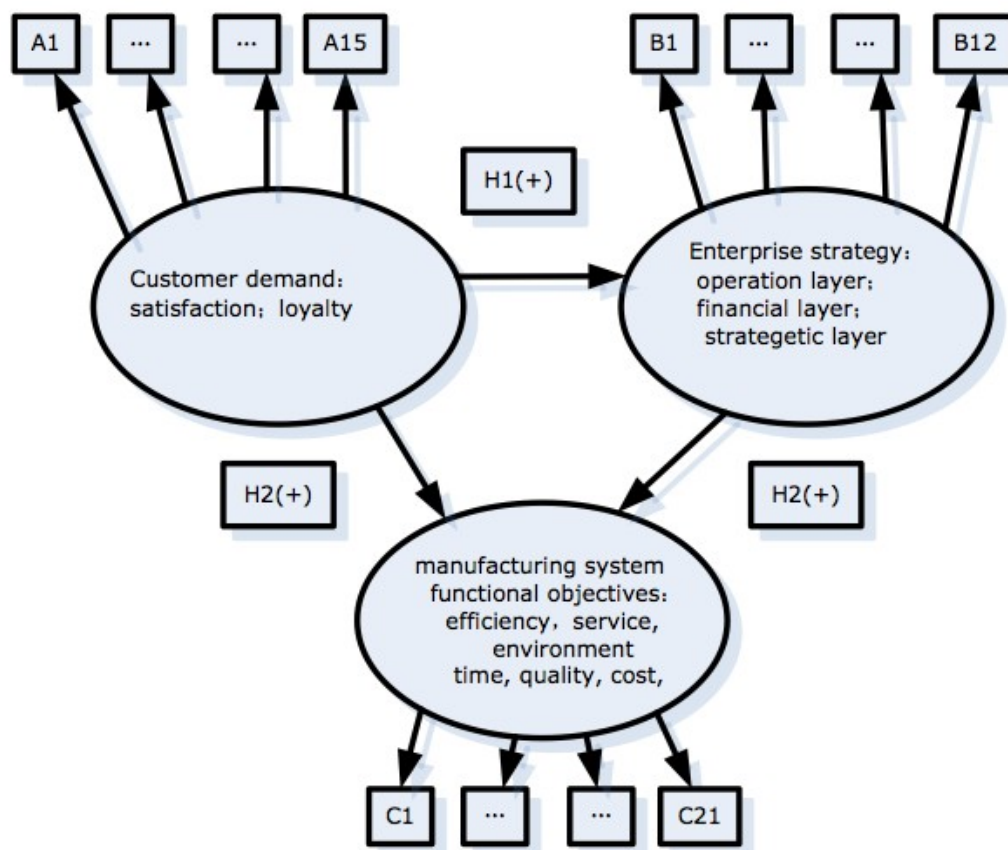 A1
...
...
A15
B1
...
...
B12
H1(+)
Customer demand：
satisfaction；loyalty
Enterprise strategy：
operation layer；
financial layer；
strategetic layer
H2(+)
H2(+)
manufacturing system
functional objectives：
efficiency，service,
environment
time, quality, cost,
C1
...
...
C21